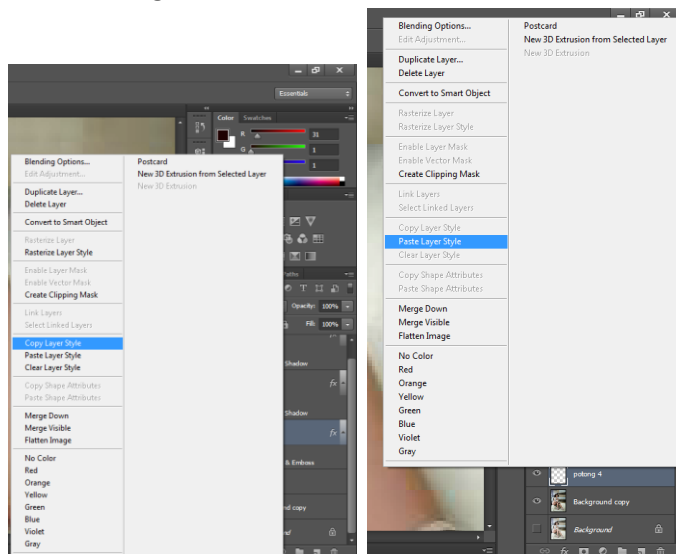 Essentials
Color Swatches
R 31
G 1
1
Blending Options...
Edit Adjustment...
Duplicate Layer...
Delete Layer
Convert to Smart Object
Rasterize Layer
Rasterize Layer Style
Enable Layer Mask
Enable Vector Mask
Create Clipping Mask
Link Layers
Select Linked Layers
Copy Layer Style
Paste Layer Style
Clear Layer Style
Copy Shape Attributes
Paste Shape Attributes
Merge Down
Merge Visible
Flatten Image
No Color
Red
Orange
Yellow
Green
Blue
Violet
Gray
Postcard
New 3D Extrusion from Selected Layer
New 3D Extrusion
Paths
Opacity: 100%
Fill: 100%
Shadow
fx
Shadow
fx
& Emboss
nd copy
nd
Blending Options...
Edit Adjustment...
Duplicate Layer...
Delete Layer
Convert to Smart Object
Rasterize Layer
Rasterize Layer Style
Enable Layer Mask
Enable Vector Mask
Create Clipping Mask
Link Layers
Select Linked Layers
Copy Layer Style
Paste Layer Style
Clear Layer Style
Copy Shape Attributes
Paste Shape Attributes
Merge Down
Merge Visible
Flatten Image
No Color
Red
Orange
Yellow
Green
Blue
Violet
Gray
Postcard
New 3D Extrusion from Selected Layer
New 3D Extrusion
potong 4
Background copy
Background
fx